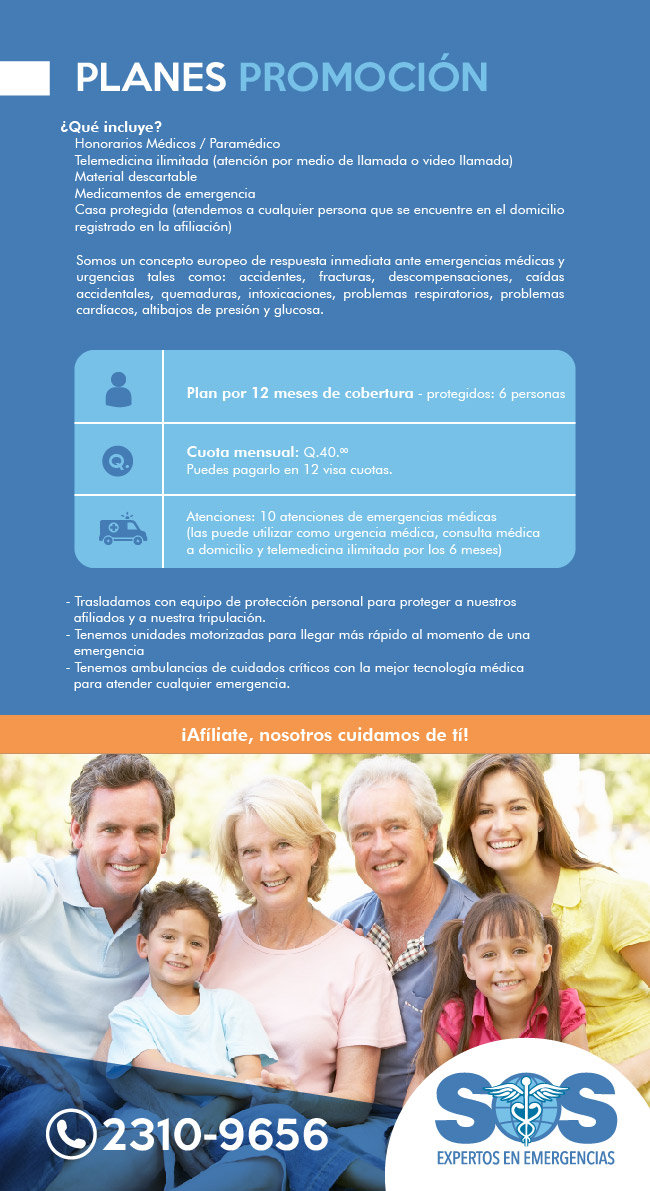 PLANES PROMOCIÓN
¿Qué incluye?
Honorarios Médicos / Paramédico
Telemedicina ilimitada (atención por medio de llamada o video llamada)
Material descartable
Medicamentos de emergencia
Casa protegida (atendemos a cualquier persona que se encuentre en el domicilio
registrado en la afiliación)
Somos un concepto europeo de respuesta inmediata ante emergencias médicas y
urgencias tales como: accidentes, fracturas, descompensaciones, caídas
accidentales, quemaduras, intoxicaciones, problemas respiratorios, problemas
cardíacos, altibajos de presión y glucosa.
Plan por 12 meses de cobertura - protegidos: 6 personas
Q.
Cuota mensual: Q.40.⁰⁰
Puedes pagarlo en 12 visa cuotas.
Atenciones: 10 atenciones de emergencias médicas
(las puede utilizar como urgencia médica, consulta médica
a domicilio y telemedicina ilimitada por los 6 meses)
- Trasladamos con equipo de protección personal para proteger a nuestros
afiliados y a nuestra tripulación.
- Tenemos unidades motorizadas para llegar más rápido al momento de una
emergencia
- Tenemos ambulancias de cuidados críticos con la mejor tecnología médica
para atender cualquier emergencia.
¡Afíliate, nosotros cuidamos de tí!
2310-9656
SOS
EXPERTOS EN EMERGENCIAS